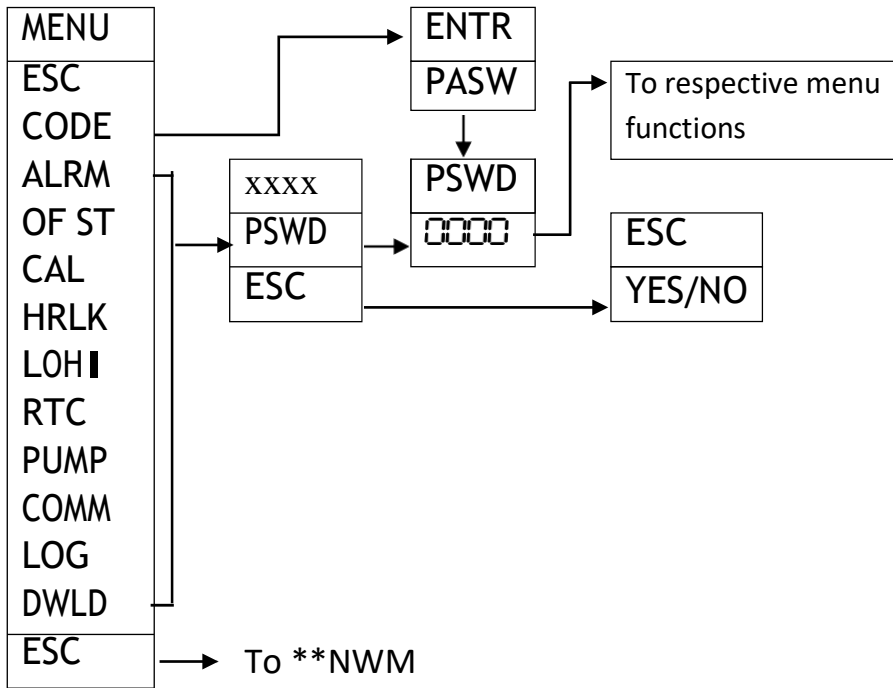 MENU
ESC
CODE
ALRM
OF ST
CAL
HRLK
LOHI
RTC
PUMP
COMM
LOG
DWLD
ESC
ENTR
PASW
xxxx
PSWD
ESC
PSWD
0000
To respective menu
functions
ESC
YES/NO
To **NWM